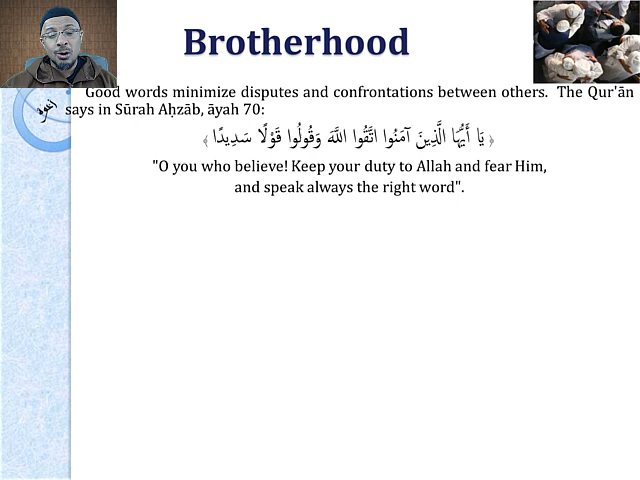 Brotherhood
Good words minimize disputes and confrontations between others. The Qur'ān
says in Sūrah Aḥzāb, āyah 70:
﴿ يَا أَيُّهَا الَّذِينَ آمَنُوا اتَّقُوا اللَّهَ وَقُولُوا قَوْلًا سَدِيدًا ﴾
"O you who believe! Keep your duty to Allah and fear Him,
and speak always the right word".